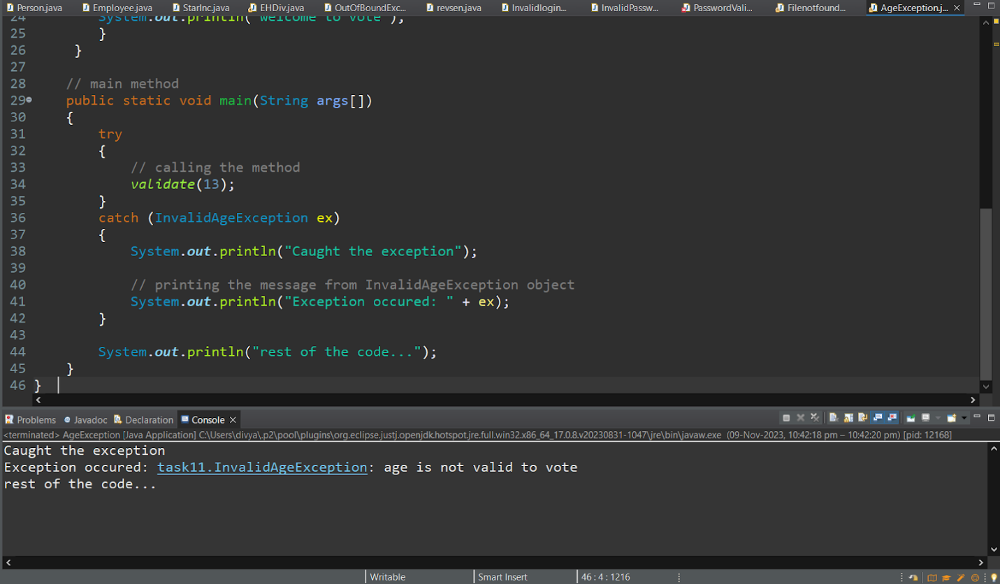 Person.java Employee.java StarInc.java EHDiv.java OutOfBoundExc... revsen.java Invalidlogin... InvalidPassw... PasswordVali... Filenotfound... AgeException.j...
24 System.out.println("welcome to vote");
25 }
26 }
27
28 // main method
29 public static void main(String args[])
30 {
31 try
32 {
33 // calling the method
34 validate(13);
35 }
36 catch (InvalidAgeException ex)
37 {
38 System.out.println("Caught the exception");
39
40 // printing the message from InvalidAgeException object
41 System.out.println("Exception occured: " + ex);
42 }
43
44 System.out.println("rest of the code...");
45 }
46 }
Problems Javadoc Declaration Console
<terminated> AgeException [Java Application] C:\Users\divya\.p2\pool\plugins\org.eclipse.justj.openjdk.hotspot.jre.full.win32.x86_64_17.0.8.v20230831-1047\jre\bin\javaw.exe (09-Nov-2023, 10:42:18 pm – 10:42:20 pm) [pid: 12168]
Caught the exception
Exception occured: task11.InvalidAgeException: age is not valid to vote
rest of the code...
Writable Smart Insert 46 : 4 : 1216